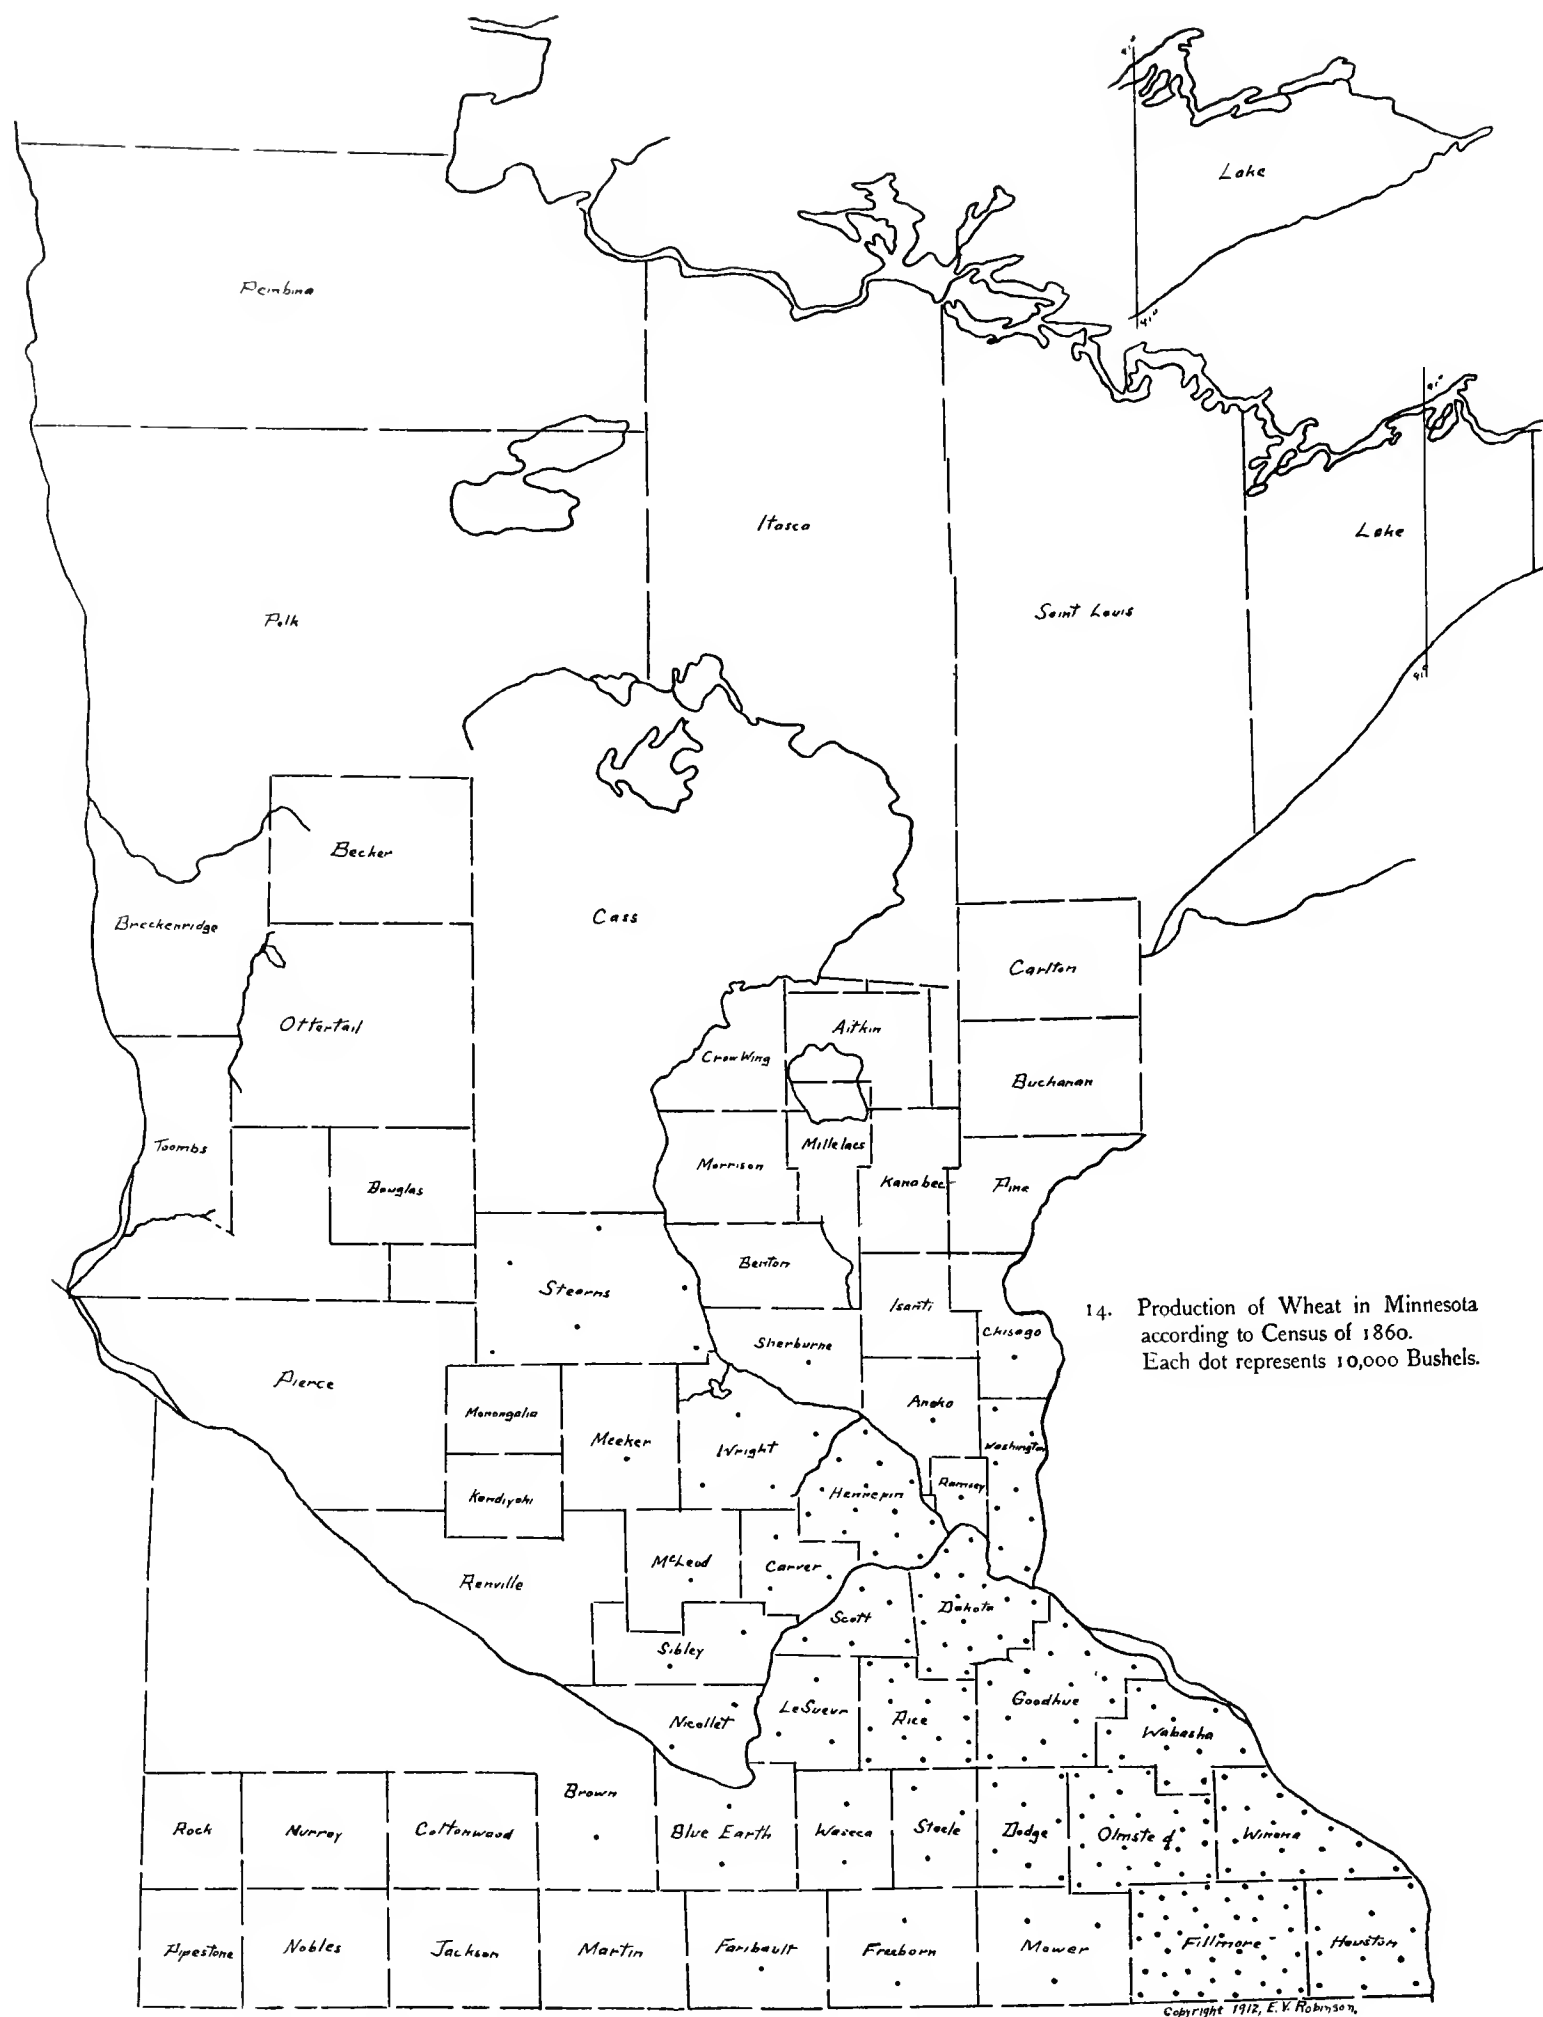 Lake
Pembina
Itasca
Lake
Polk
Saint Louis
Becker
Cass
Breckenridge
Carlton
Ottertail
Aitkin
Crow Wing
Buchanan
Toombs
Mille lacs
Morrison
Kanabec
Pine
Douglas
Benton
Stearns
Isanti
Chisago
Sherburne
14. Production of Wheat in Minnesota
according to Census of 1860.
Each dot represents 10,000 Bushels.
Pierce
Anoka
Monongalia
Meeker
Wright
Washington
Ramsey
Hennepin
Kandiyohi
McLeod
Carver
Renville
Dakota
Scott
Sibley
Goodhue
LeSueur
Rice
Nicollet
Wabasha
Brown
Rock
Murray
Cottonwood
Blue Earth
Waseca
Steele
Dodge
Olmsted
Winona
Pipestone
Nobles
Jackson
Martin
Faribault
Freeborn
Mower
Fillmore
Houston
Copyright 1912, E. V. Robinson.